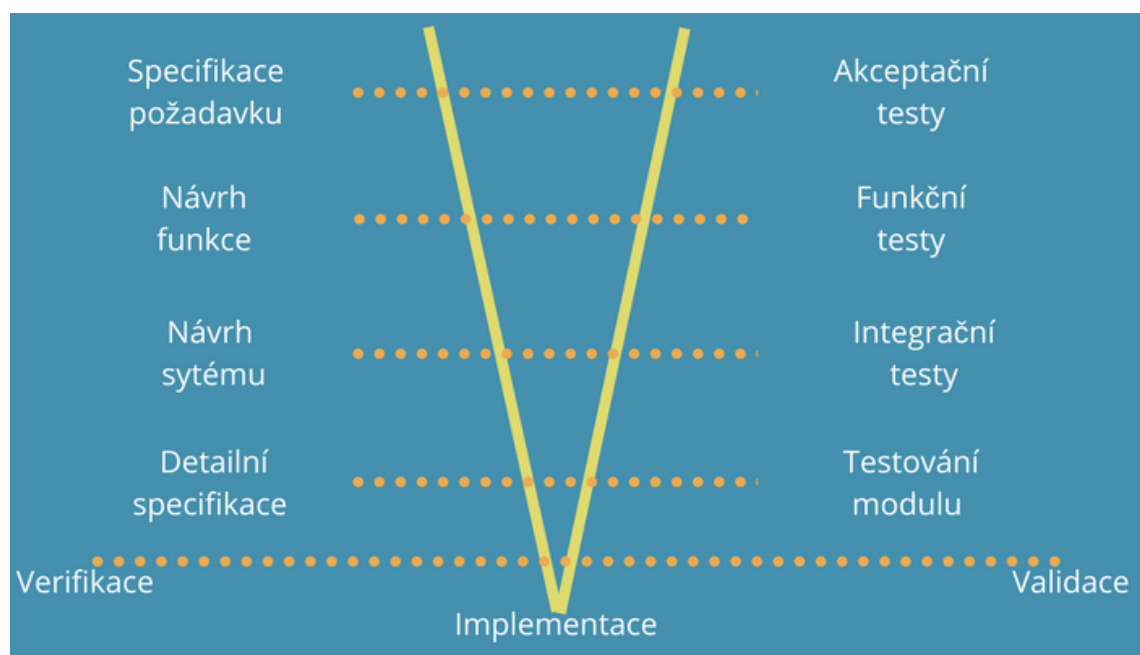 Specifikace
požadavku
Akceptační
testy
Návrh
funkce
Funkční
testy
Návrh
sytému
Integrační
testy
Detailní
specifikace
Testování
modulu
Verifikace
Validace
Implementace